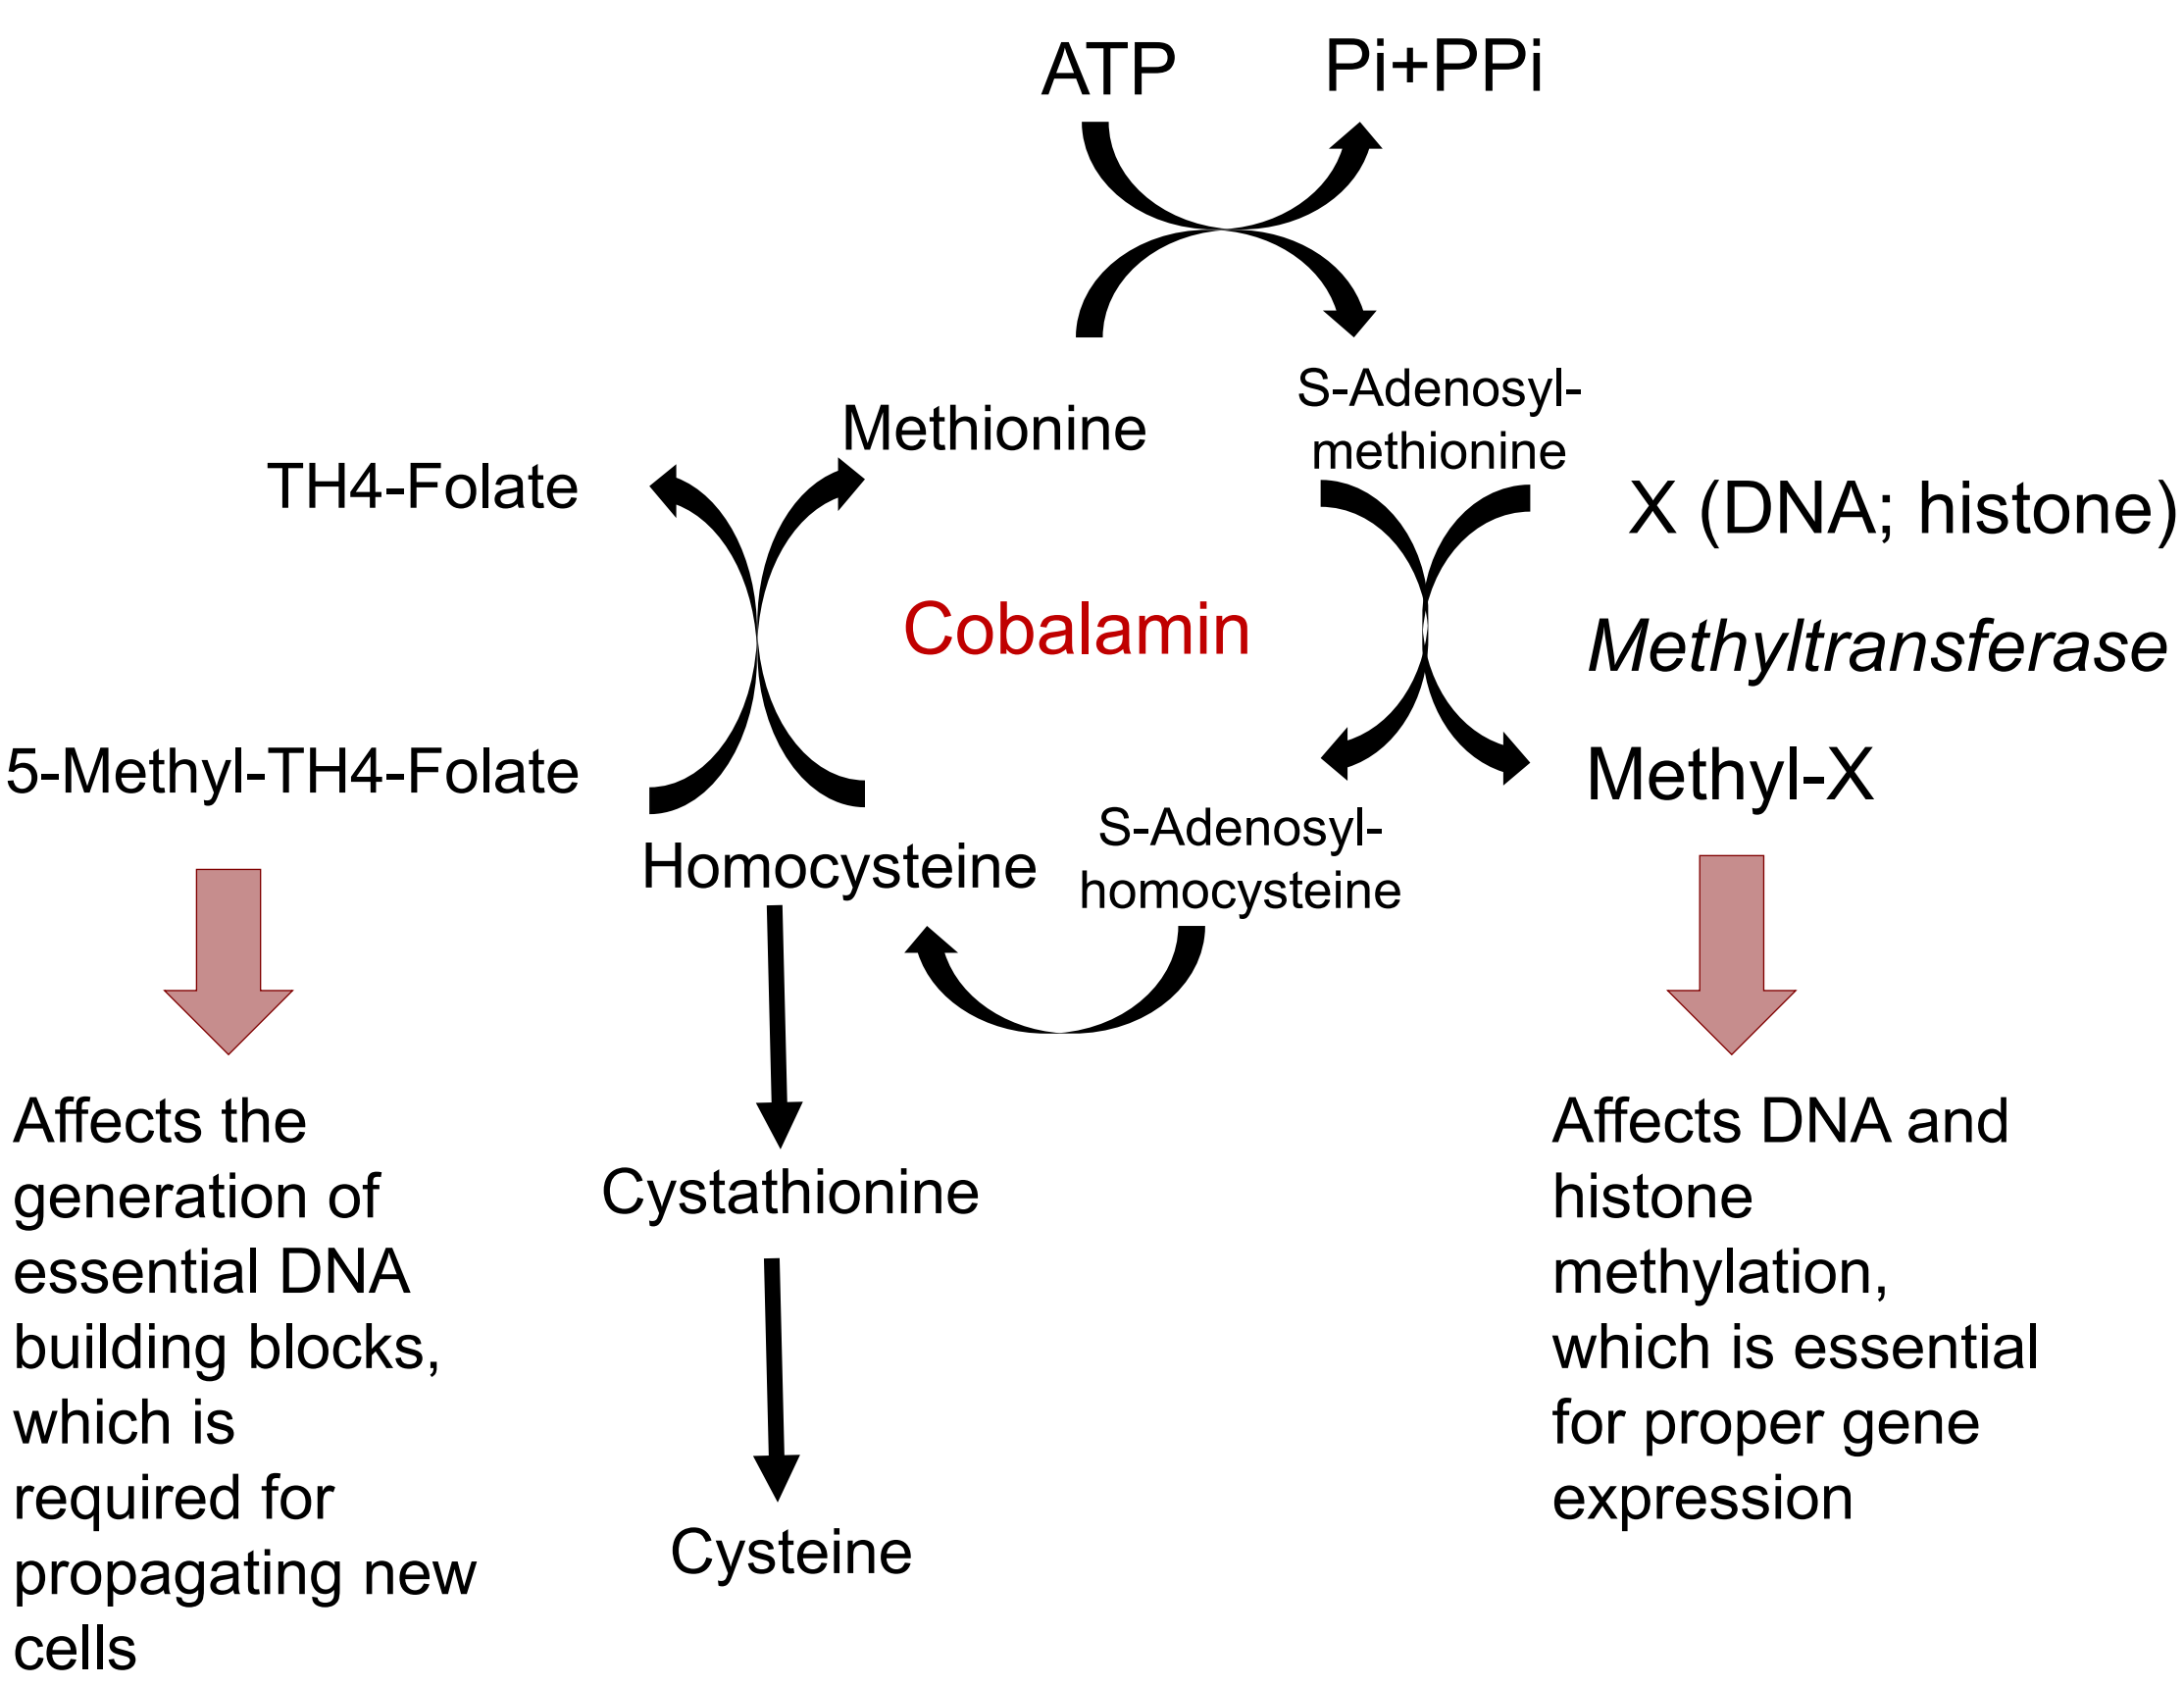 ATP
Pi+PPi
S-Adenosyl-
methionine
Methionine
TH4-Folate
X (DNA; histone)
Cobalamin
Methyltransferase
5-Methyl-TH4-Folate
Methyl-X
Homocysteine
S-Adenosyl-
homocysteine
Affects the
generation of
essential DNA
building blocks,
which is
required for
propagating new
cells
Cystathionine
Cysteine
Affects DNA and
histone
methylation,
which is essential
for proper gene
expression